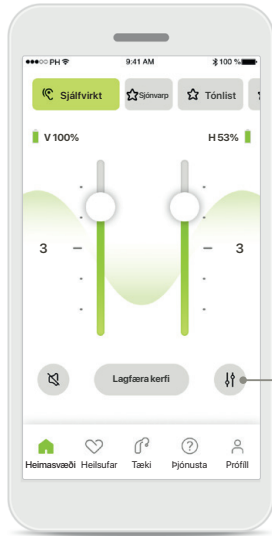 PH 9:41 AM 100 %
Sjálfvirkt Sjónvarp Tónlist
V 100% H 53%
3 3
Lagfæra kerfi
Heimasvæði Heilsufar Tæki Þjónusta Prófíll